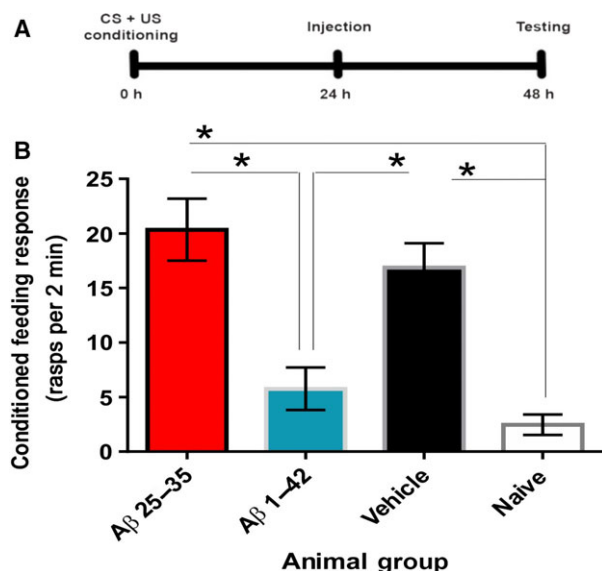 A
CS + US
conditioning
Injection
Testing
0 h
24 h
48 h
B
*
*
*
*
Conditioned feeding response
(rasps per 2 min)
25
20
15
10
5
0
Aβ 25–35
Aβ 1–42
Vehicle
Naive
Animal group